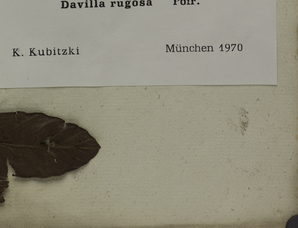 Davilla rugosa Poir.
K. Kubitzki München 1970